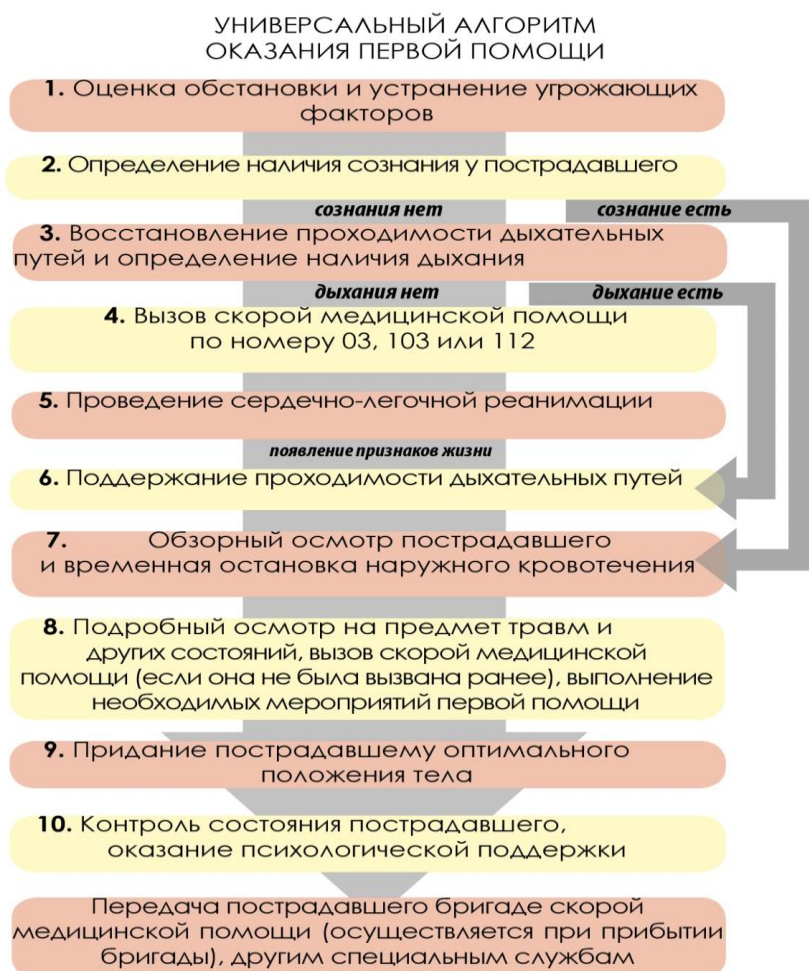 УНИВЕРСАЛЬНЫЙ АЛГОРИТМ
ОКАЗАНИЯ ПЕРВОЙ ПОМОЩИ
1. Оценка обстановки и устранение угрожающих
факторов
2. Определение наличия сознания у пострадавшего
сознания нет
сознание есть
3. Восстановление проходимости дыхательных
путей и определение наличия дыхания
дыхания нет
дыхание есть
4. Вызов скорой медицинской помощи
по номеру 03, 103 или 112
5. Проведение сердечно-легочной реанимации
появление признаков жизни
6. Поддержание проходимости дыхательных путей
7. Обзорный осмотр пострадавшего
и временная остановка наружного кровотечения
8. Подробный осмотр на предмет травм и
других состояний, вызов скорой медицинской
помощи (если она не была вызвана ранее), выполнение
необходимых мероприятий первой помощи
9. Придание пострадавшему оптимального
положения тела
10. Контроль состояния пострадавшего,
оказание психологической поддержки
Передача пострадавшего бригаде скорой
медицинской помощи (осуществляется при прибытии
бригады), другим специальным службам